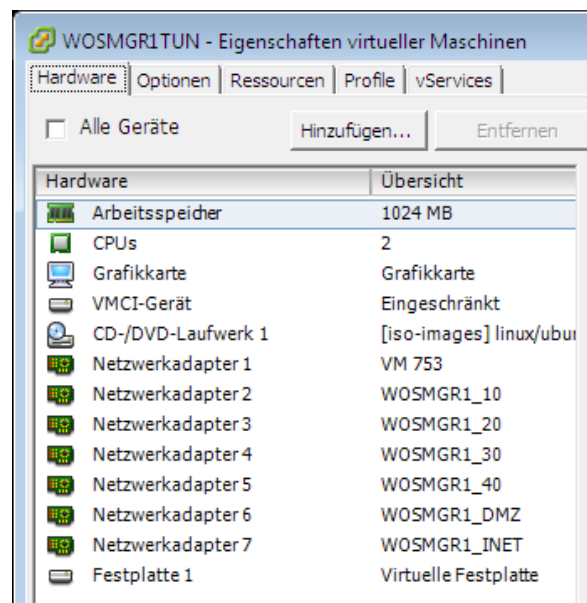 WOSMGR1TUN - Eigenschaften virtueller Maschinen
Hardware Optionen Ressourcen Profile vServices
Alle Geräte Hinzufügen... Entfernen
Hardware Übersicht
Arbeitsspeicher 1024 MB
CPUs 2
Grafikkarte Grafikkarte
VMCI-Gerät Eingeschränkt
CD-/DVD-Laufwerk 1 [iso-images] linux/ubu
Netzwerkadapter 1 VM 753
Netzwerkadapter 2 WOSMGR1_10
Netzwerkadapter 3 WOSMGR1_20
Netzwerkadapter 4 WOSMGR1_30
Netzwerkadapter 5 WOSMGR1_40
Netzwerkadapter 6 WOSMGR1_DMZ
Netzwerkadapter 7 WOSMGR1_INET
Festplatte 1 Virtuelle Festplatte